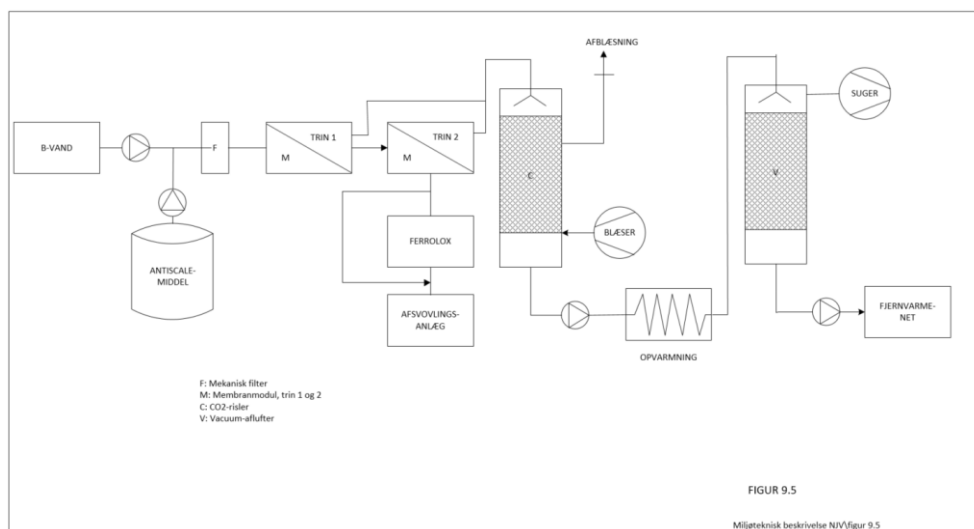 AFBLÆSNING
SUGER
B-VAND
F
TRIN 1
M
TRIN 2
M
C
V
BLÆSER
FERROLOX
ANTISCALE-
MIDDEL
AFSVOVLINGS-
ANLÆG
FJERNVARME-
NET
OPVARMNING
F: Mekanisk filter
M: Membranmodul, trin 1 og 2
C: CO2-risler
V: Vacuum-aflufter
FIGUR 9.5
Miljøteknisk beskrivelse NJV\figur 9.5